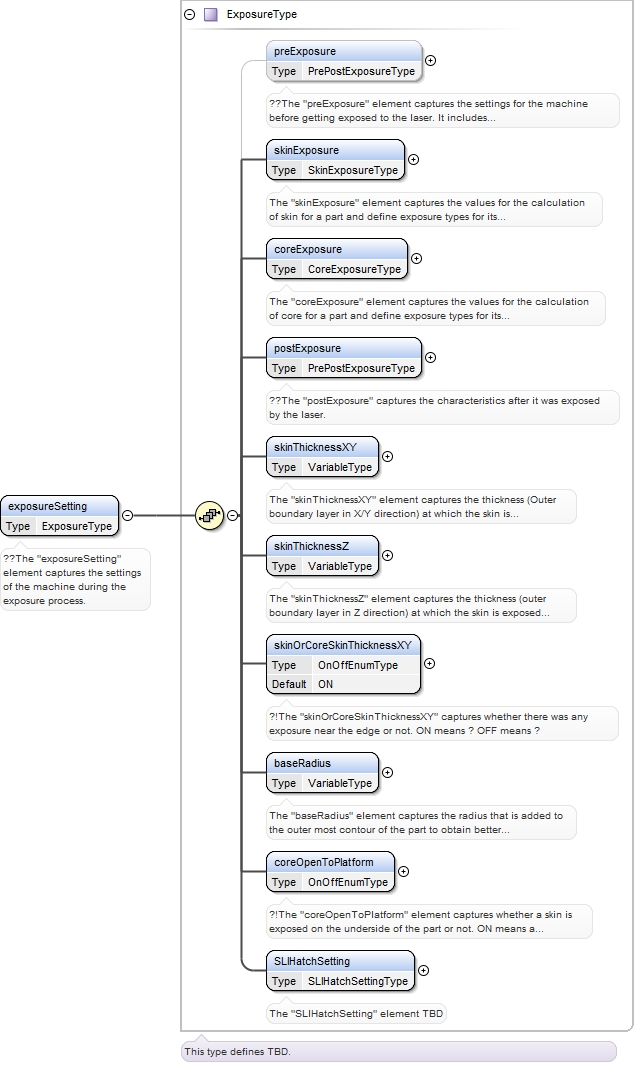 ExposureType
preExposure
Type PrePostExposureType
??The "preExposure" element captures the settings for the machine
before getting exposed to the laser. It includes...
skinExposure
Type SkinExposureType
The "skinExposure" element captures the values for the calculation
of skin for a part and define exposure types for its...
coreExposure
Type CoreExposureType
The "coreExposure" element captures the values for the calculation
of core for a part and define exposure types for its...
postExposure
Type PrePostExposureType
??The "postExposure" captures the characteristics after it was exposed
by the laser.
skinThicknessXY
Type VariableType
The "skinThicknessXY" element captures the thickness (Outer
boundary layer in X/Y direction) at which the skin is...
exposureSetting
Type ExposureType
??The "exposureSetting"
element captures the settings
of the machine during the
exposure process.
skinThicknessZ
Type VariableType
The "skinThicknessZ" element captures the thickness (outer
boundary layer in Z direction) at which the skin is exposed...
skinOrCoreSkinThicknessXY
Type OnOffEnumType
Default ON
?!The "skinOrCoreSkinThicknessXY" captures whether there was any
exposure near the edge or not. ON means ? OFF means ?
baseRadius
Type VariableType
The "baseRadius" element captures the radius that is added to
the outer most contour of the part to obtain better...
coreOpenToPlatform
Type OnOffEnumType
?!The "coreOpenToPlatform" element captures whether a skin is
exposed on the underside of the part or not. ON means a...
SLIHatchSetting
Type SLIHatchSettingType
The "SLIHatchSetting" element TBD
This type defines TBD.